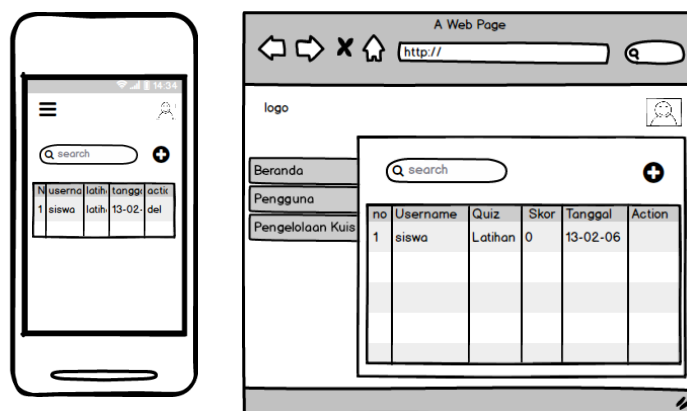 14:34
search
N userna latih tangg actic
1 siswa latih 13-02- del
A Web Page
http://
logo
search
Beranda
Pengguna
Pengelolaan Kuis
no Username Quiz Skor Tanggal Action
1 siswa Latihan 0 13-02-06